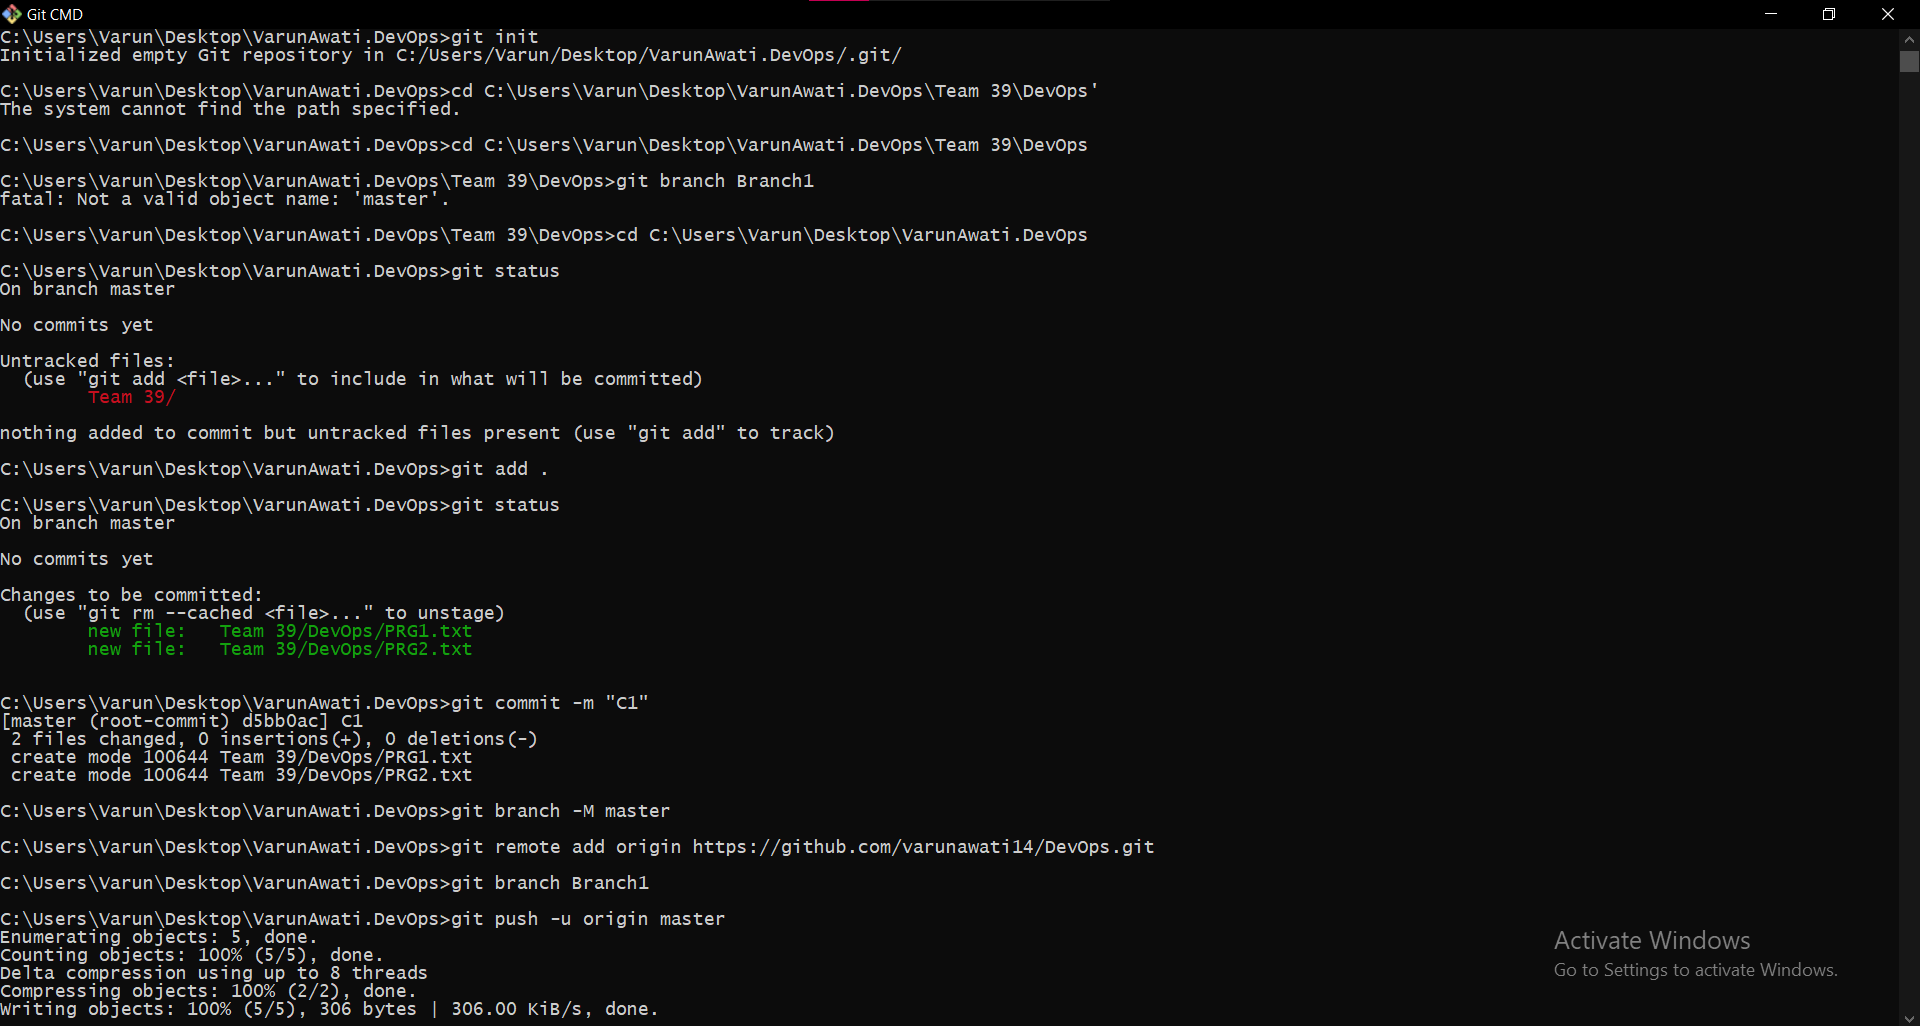 Git CMD
C:\Users\Varun\Desktop\VarunAwati.DevOps>git init
Initialized empty Git repository in C:/Users/Varun/Desktop/VarunAwati.DevOps/.git/
C:\Users\Varun\Desktop\VarunAwati.DevOps>cd C:\Users\Varun\Desktop\VarunAwati.DevOps\Team 39\DevOps'
The system cannot find the path specified.
C:\Users\Varun\Desktop\VarunAwati.DevOps>cd C:\Users\Varun\Desktop\VarunAwati.DevOps\Team 39\DevOps
C:\Users\Varun\Desktop\VarunAwati.DevOps\Team 39\DevOps>git branch Branch1
fatal: Not a valid object name: 'master'.
C:\Users\Varun\Desktop\VarunAwati.DevOps\Team 39\DevOps>cd C:\Users\Varun\Desktop\VarunAwati.DevOps
C:\Users\Varun\Desktop\VarunAwati.DevOps>git status
On branch master
No commits yet
Untracked files:
  (use "git add <file>..." to include in what will be committed)
        Team 39/
nothing added to commit but untracked files present (use "git add" to track)
C:\Users\Varun\Desktop\VarunAwati.DevOps>git add .
C:\Users\Varun\Desktop\VarunAwati.DevOps>git status
On branch master
No commits yet
Changes to be committed:
  (use "git rm --cached <file>..." to unstage)
        new file:   Team 39/DevOps/PRG1.txt
        new file:   Team 39/DevOps/PRG2.txt
C:\Users\Varun\Desktop\VarunAwati.DevOps>git commit -m "C1"
[master (root-commit) d5bb0ac] C1
 2 files changed, 0 insertions(+), 0 deletions(-)
 create mode 100644 Team 39/DevOps/PRG1.txt
 create mode 100644 Team 39/DevOps/PRG2.txt
C:\Users\Varun\Desktop\VarunAwati.DevOps>git branch -M master
C:\Users\Varun\Desktop\VarunAwati.DevOps>git remote add origin https://github.com/varunawati14/DevOps.git
C:\Users\Varun\Desktop\VarunAwati.DevOps>git branch Branch1
C:\Users\Varun\Desktop\VarunAwati.DevOps>git push -u origin master
Enumerating objects: 5, done.
Counting objects: 100% (5/5), done.
Delta compression using up to 8 threads
Compressing objects: 100% (2/2), done.
Writing objects: 100% (5/5), 306 bytes | 306.00 KiB/s, done.
Activate Windows
Go to Settings to activate Windows.